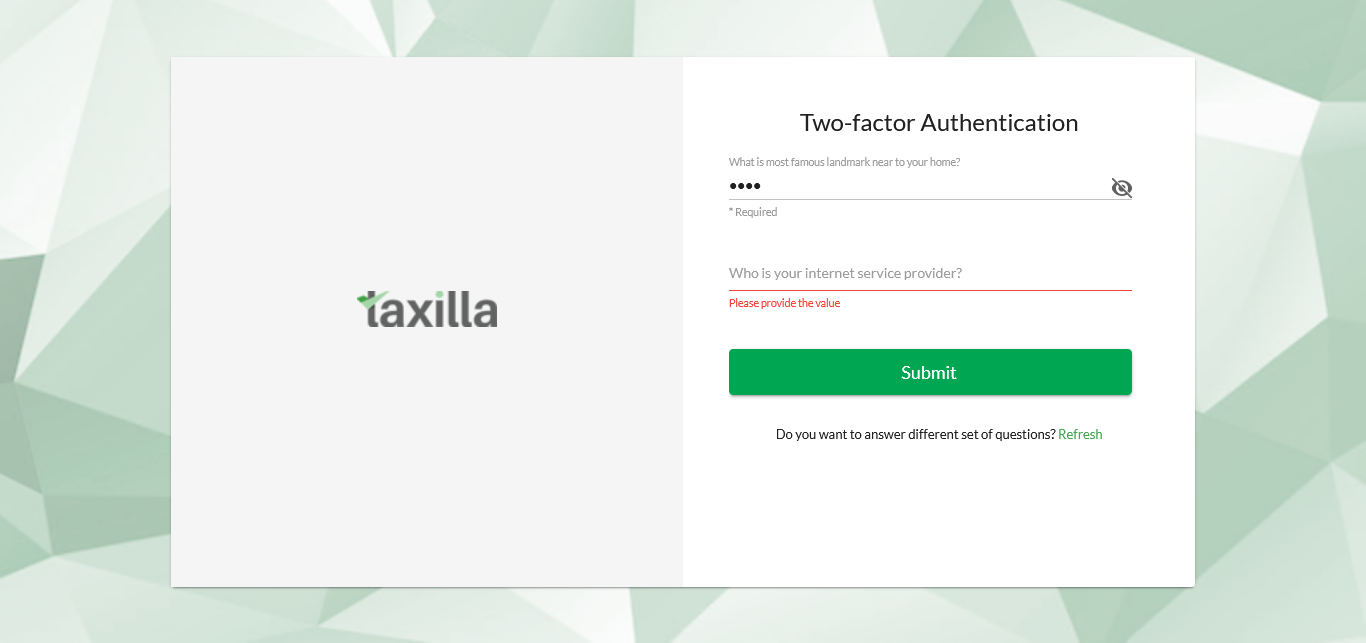 Two-factor Authentication
What is most famous landmark near to your home?
••••
* Required
taxilla
Who is your internet service provider?
Please provide the value
Submit
Do you want to answer different set of questions? Refresh